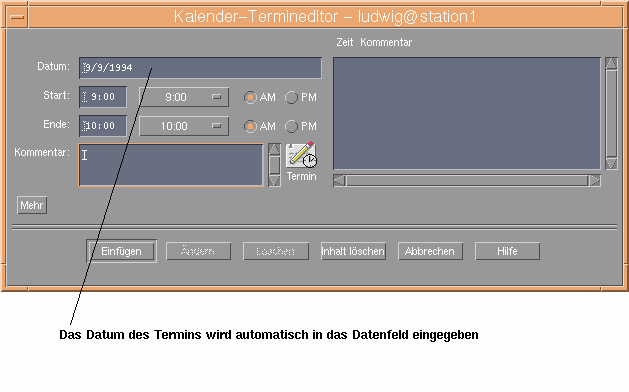 Kalender-Termineditor - ludwig@station1
Zeit Kommentar
Datum: 9/9/1994
Start: 9:00 9:00 AM PM
Ende: 10:00 10:00 AM PM
Kommentar:
Termin
Mehr
Einfügen Ändern Löschen Inhalt löschen Abbrechen Hilfe
Das Datum des Termins wird automatisch in das Datenfeld eingegeben